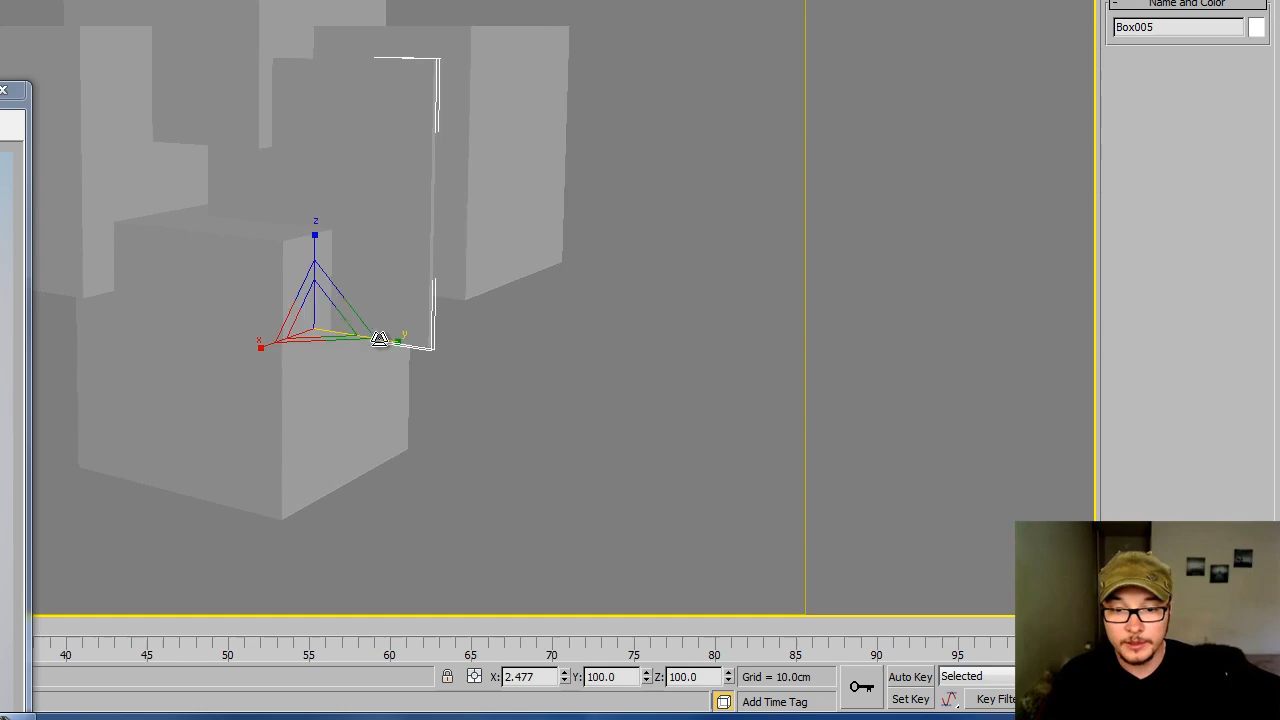 Name and Color
Box005
z
x
y
40 45 50 55 60 65 70 75 80 85 90 95
X: 2.477 Y: 100.0 Z: 100.0 Grid = 10.0cm Auto Key Selected
Add Time Tag Set Key Key Filte